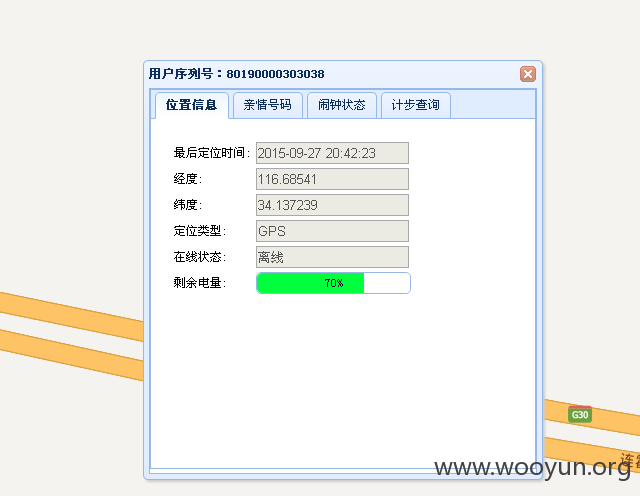 用户序列号：80190000303038
位置信息 亲情号码 闹钟状态 计步查询
最后定位时间: 2015-09-27 20:42:23
经度: 116.68541
纬度: 34.137239
定位类型: GPS
在线状态: 离线
剩余电量: 70%
G30
连
www.wooyun.org